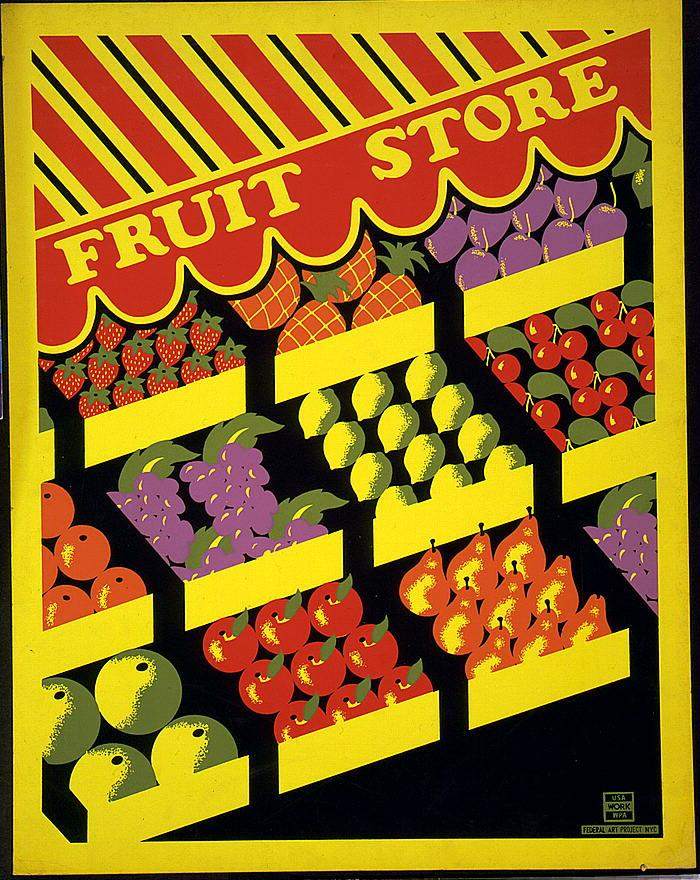 FRUIT STORE
USA
WORK
WPA
FEDERAL ART PROJECT NYC